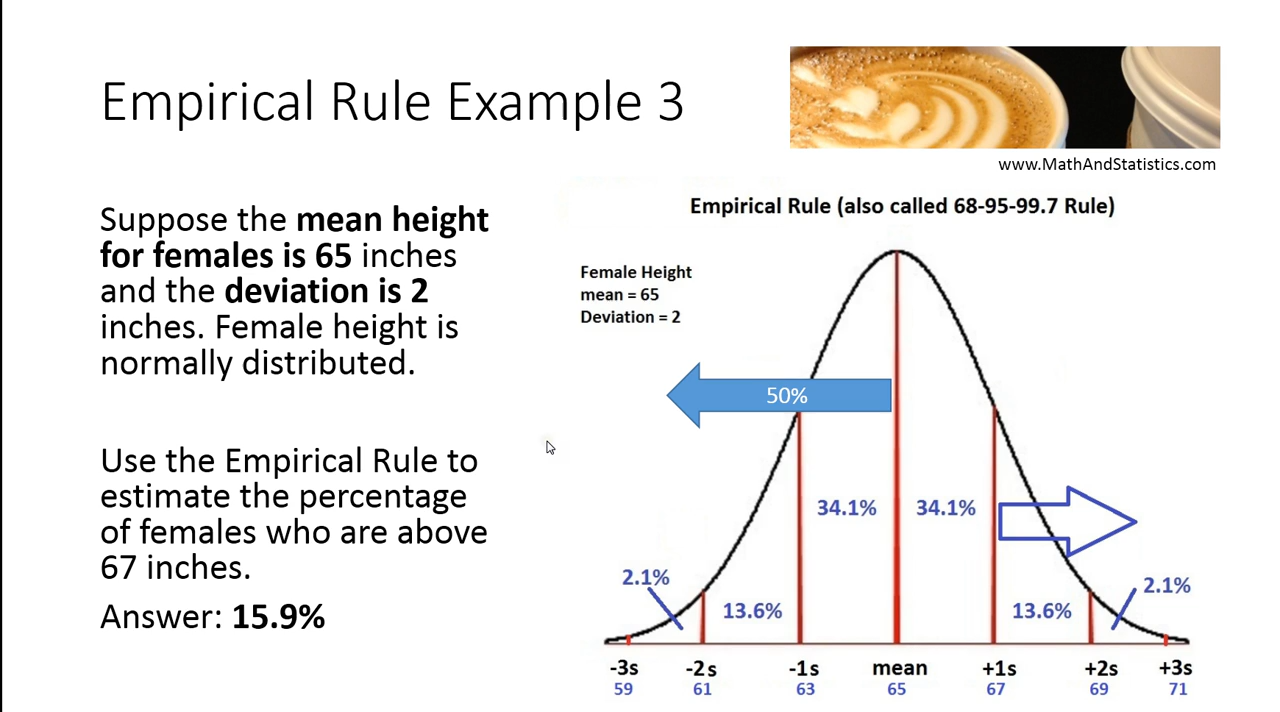 Empirical Rule Example 3
www.MathAndStatistics.com
Suppose the mean height
for females is 65 inches
and the deviation is 2
inches. Female height is
normally distributed.
Use the Empirical Rule to
estimate the percentage
of females who are above
67 inches.
Answer: 15.9%
Empirical Rule (also called 68-95-99.7 Rule)
Female Height
mean = 65
Deviation = 2
50%
34.1% 34.1%
2.1% 2.1%
13.6% 13.6%
-3s -2s -1s mean +1s +2s +3s
59 61 63 65 67 69 71